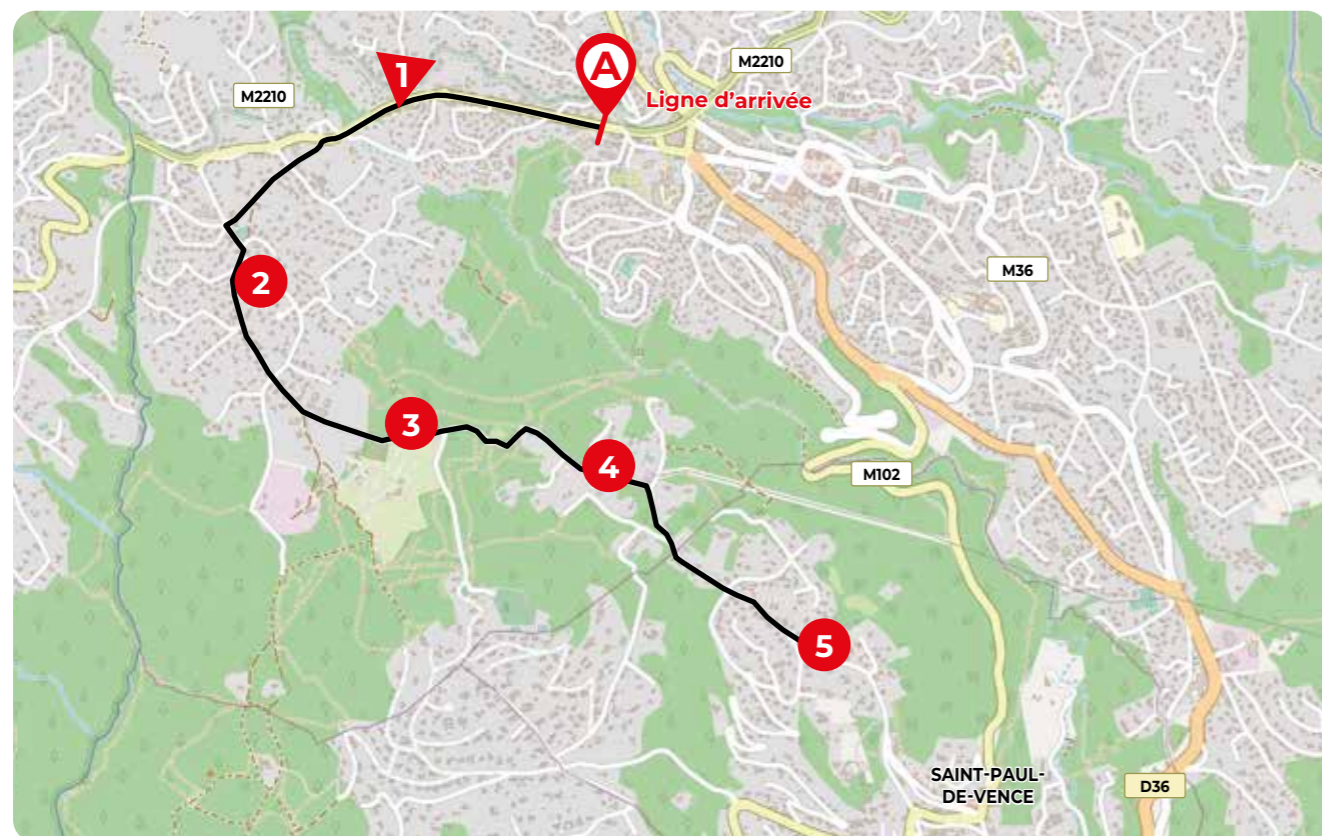 A
M2210
1
Ligne d'arrivée
M2210
2
M36
3
4
M102
5
SAINT-PAUL-
DE-VENCE
D36